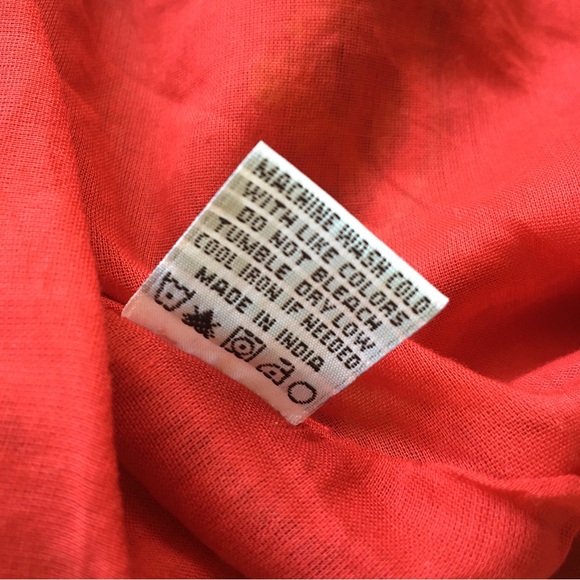 MACHINE WASH COLD
WITH LIKE COLORS
DO NOT BLEACH
TUMBLE DRY LOW
COOL IRON IF NEEDED
MADE IN INDIA